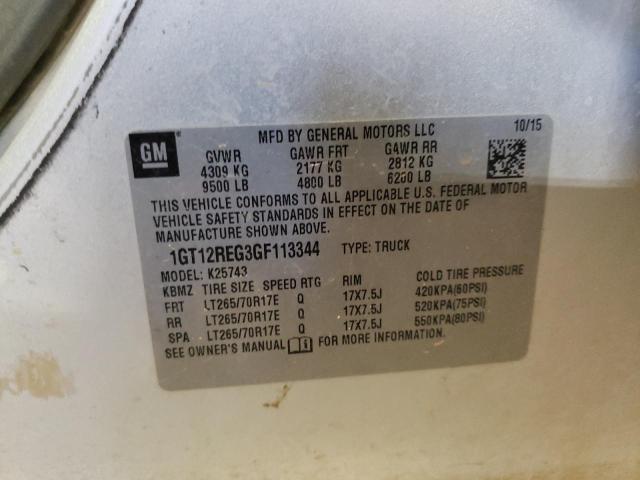 GM
MFD BY GENERAL MOTORS LLC 10/15
GVWR GAWR FRT GAWR RR
4309 KG 2177 KG 2812 KG
9500 LB 4800 LB 6200 LB
THIS VEHICLE CONFORMS TO ALL APPLICABLE U.S. FEDERAL MOTOR
VEHICLE SAFETY STANDARDS IN EFFECT ON THE DATE OF
MANUFACTURE SHOWN ABOVE.
1GT12REG3GF113344 TYPE: TRUCK
MODEL: K25743
KBMZ TIRE SIZE SPEED RTG RIM COLD TIRE PRESSURE
FRT LT265/70R17E Q 17X7.5J 420KPA(60PSI)
RR LT265/70R17E Q 17X7.5J 520KPA(75PSI)
SPA LT265/70R17E Q 17X7.5J 550KPA(80PSI)
SEE OWNER'S MANUAL FOR MORE INFORMATION.